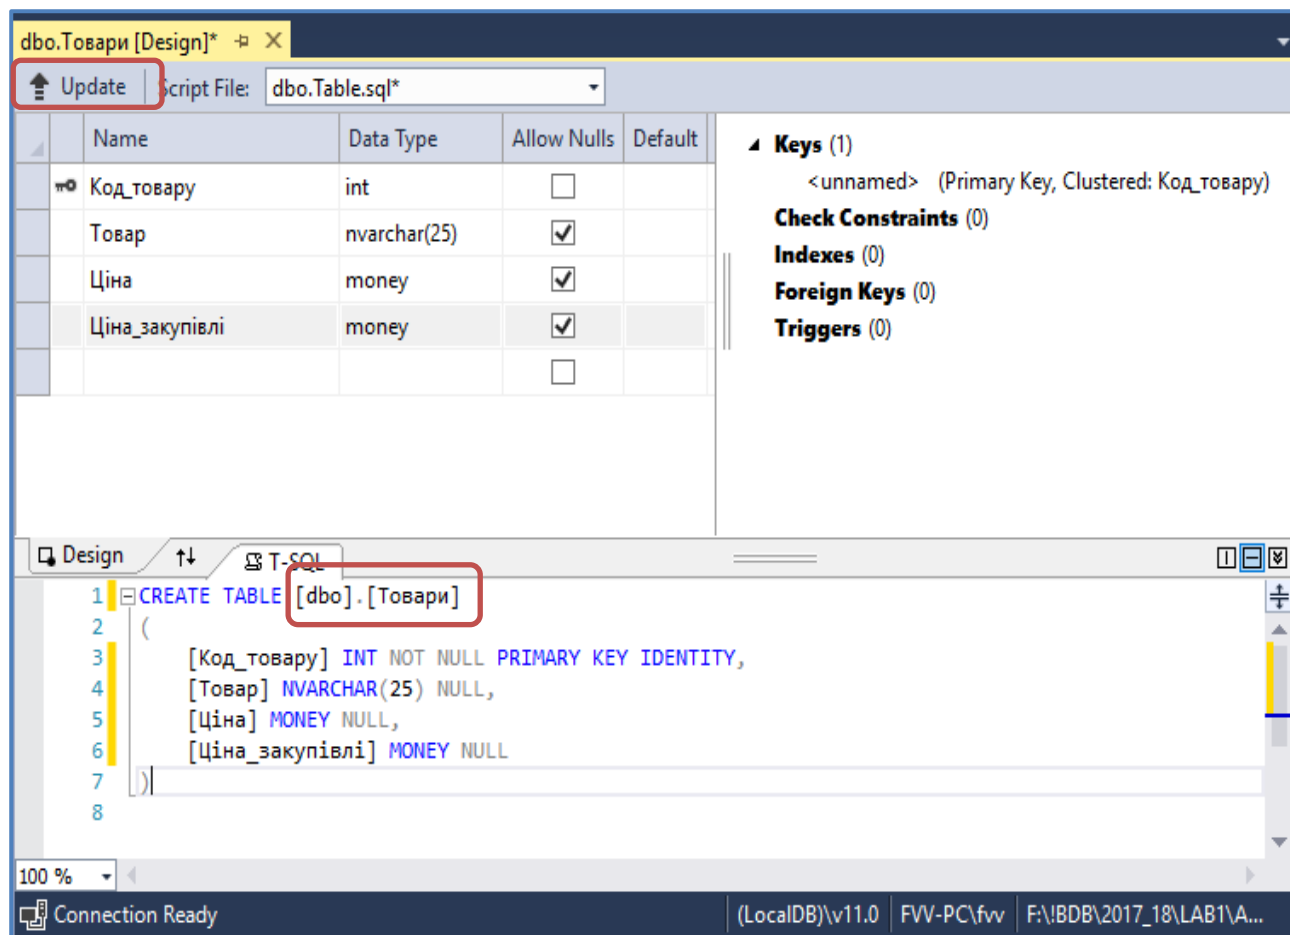 dbo.Товари [Design]*
Update Script File: dbo.Table.sql*
Name Data Type Allow Nulls Default
Код_товару int
Товар nvarchar(25)
Ціна money
Ціна_закупівлі money
Keys (1)
<unnamed> (Primary Key, Clustered: Код_товару)
Check Constraints (0)
Indexes (0)
Foreign Keys (0)
Triggers (0)
Design T-SQL
1 CREATE TABLE [dbo].[Товари]
2 (
3 [Код_товару] INT NOT NULL PRIMARY KEY IDENTITY,
4 [Товар] NVARCHAR(25) NULL,
5 [Ціна] MONEY NULL,
6 [Ціна_закупівлі] MONEY NULL
7 )
8
100 %
Connection Ready (LocalDB)\v11.0 FVV-PC\fvv F:\!BDB\2017_18\LAB1\A...